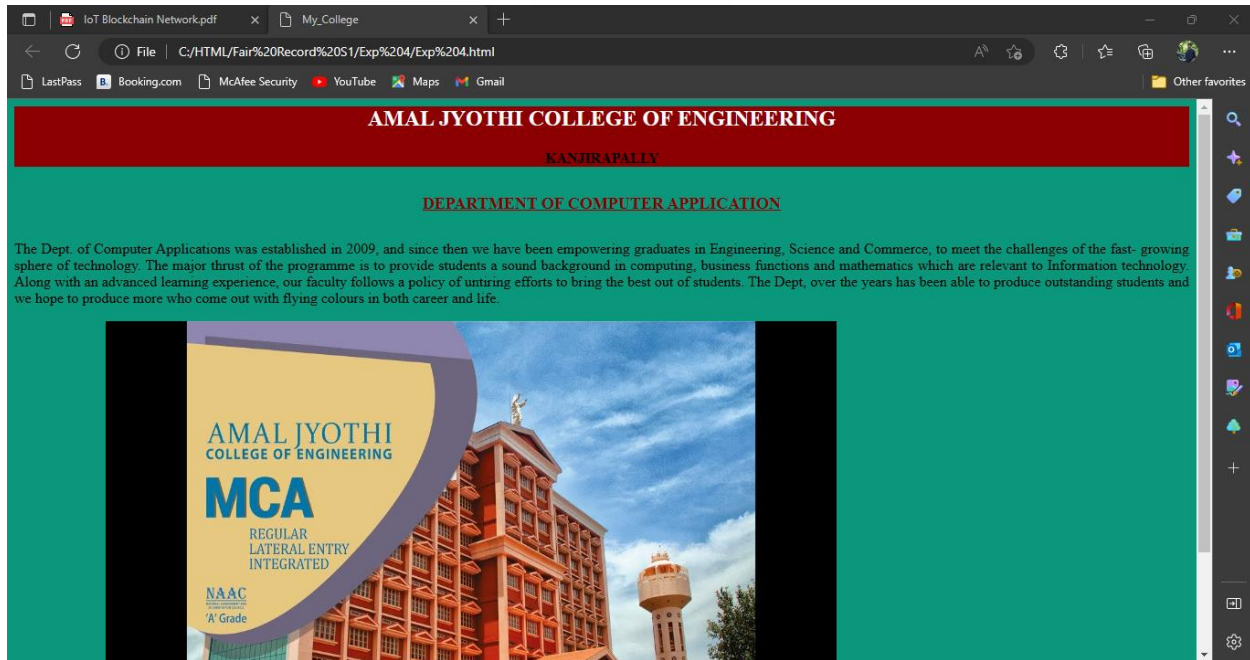 IoT Blockchain Network.pdf
My_College
File
C:/HTML/Fair%20Record%20S1/Exp%204/Exp%204.html
LastPass
Booking.com
McAfee Security
YouTube
Maps
Gmail
Other favorites
AMAL JYOTHI COLLEGE OF ENGINEERING
KANJIRAPALLY
DEPARTMENT OF COMPUTER APPLICATION
The Dept. of Computer Applications was established in 2009, and since then we have been empowering graduates in Engineering, Science and Commerce, to meet the challenges of the fast- growing
sphere of technology. The major thrust of the programme is to provide students a sound background in computing, business functions and mathematics which are relevant to Information technology.
Along with an advanced learning experience, our faculty follows a policy of untiring efforts to bring the best out of students. The Dept, over the years has been able to produce outstanding students and
we hope to produce more who come out with flying colours in both career and life.
AMAL JYOTHI
COLLEGE OF ENGINEERING
MCA
REGULAR
LATERAL ENTRY
INTEGRATED
NAAC
'A' Grade